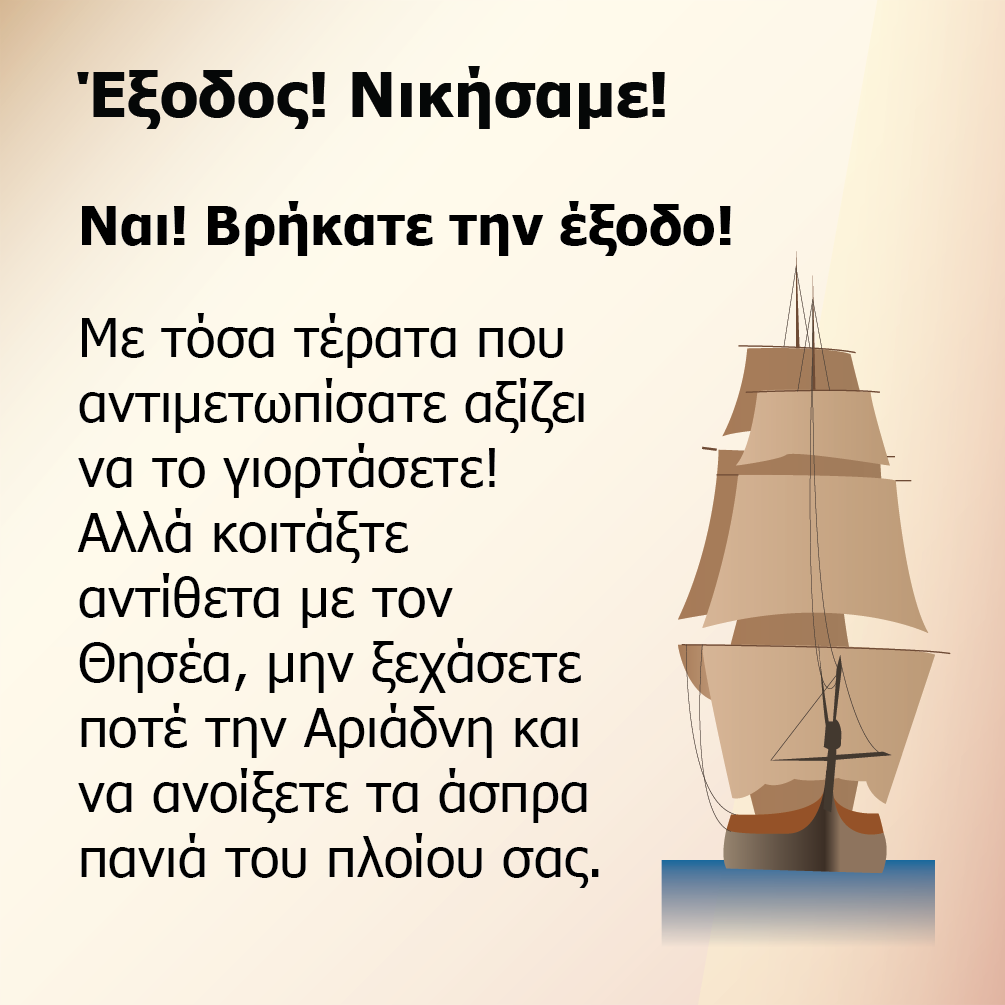 Έξοδος! Νικήσαμε!
Ναι! Βρήκατε την έξοδο!
Με τόσα τέρατα που
αντιμετωπίσατε αξίζει
να το γιορτάσετε!
Αλλά κοιτάξτε
αντίθετα με τον
Θησέα, μην ξεχάσετε
ποτέ την Αριάδνη και
να ανοίξετε τα άσπρα
πανιά του πλοίου σας.